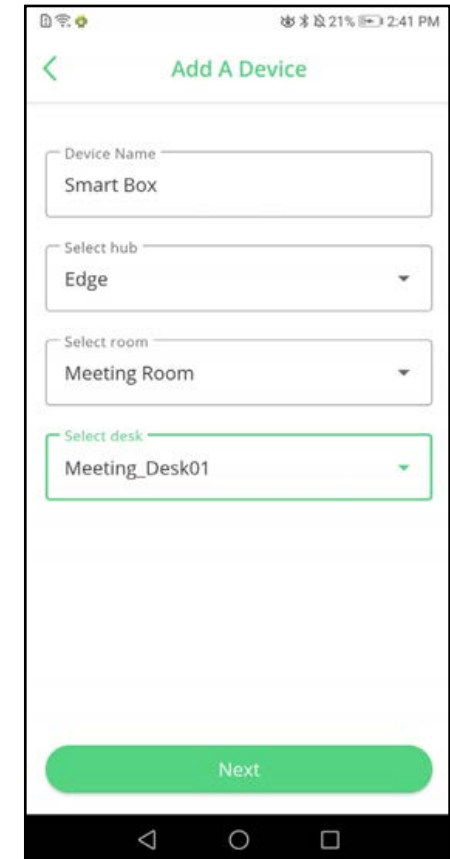 21% 2:41 PM
Add A Device
Device Name
Smart Box
Select hub
Edge
Select room
Meeting Room
Select desk
Meeting_Desk01
Next